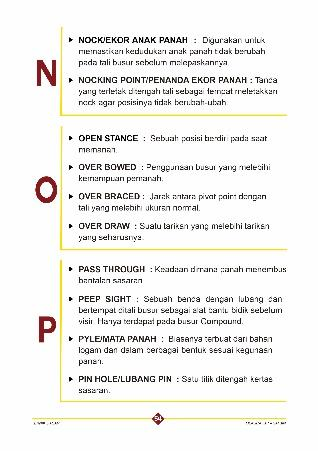 N
NOCK/EKOR ANAK PANAH : Digunakan untuk
memastikan kedudukan anak panah tidak berubah
pada tali busur sebelum melepaskannya.
NOCKING POINT/PENANDA EKOR PANAH : Tanda
yang terletak ditengah tali sebagai tempat meletakkan
nock agar posisinya tidak berubah-ubah.
O
OPEN STANCE : Sebuah posisi berdiri pada saat
memanah.
OVER BOWED : Penggunaan busur yang melebihi
kemampuan pemanah.
OVER BRACED : Jarak antara pivot point dengan
tali yang melebihi ukuran normal.
OVER DRAW : Suatu tarikan yang melebihi tarikan
yang seharusnya.
P
PASS THROUGH : Keadaan dimana panah menembus
bantalan sasaran
PEEP SIGHT : Sebuah benda dengan lubang dan
bertempat ditali busur sebagai alat bantu bidik sebelum
visir. Hanya terdapat pada busur Compound.
PYLE/MATA PANAH : Biasanya terbuat dari bahan
logam dan dalam berbagai bentuk sesuai kegunaan
panah.
PIN HOLE/LUBANG PIN : Satu titik ditengah kertas
sasaran.
54